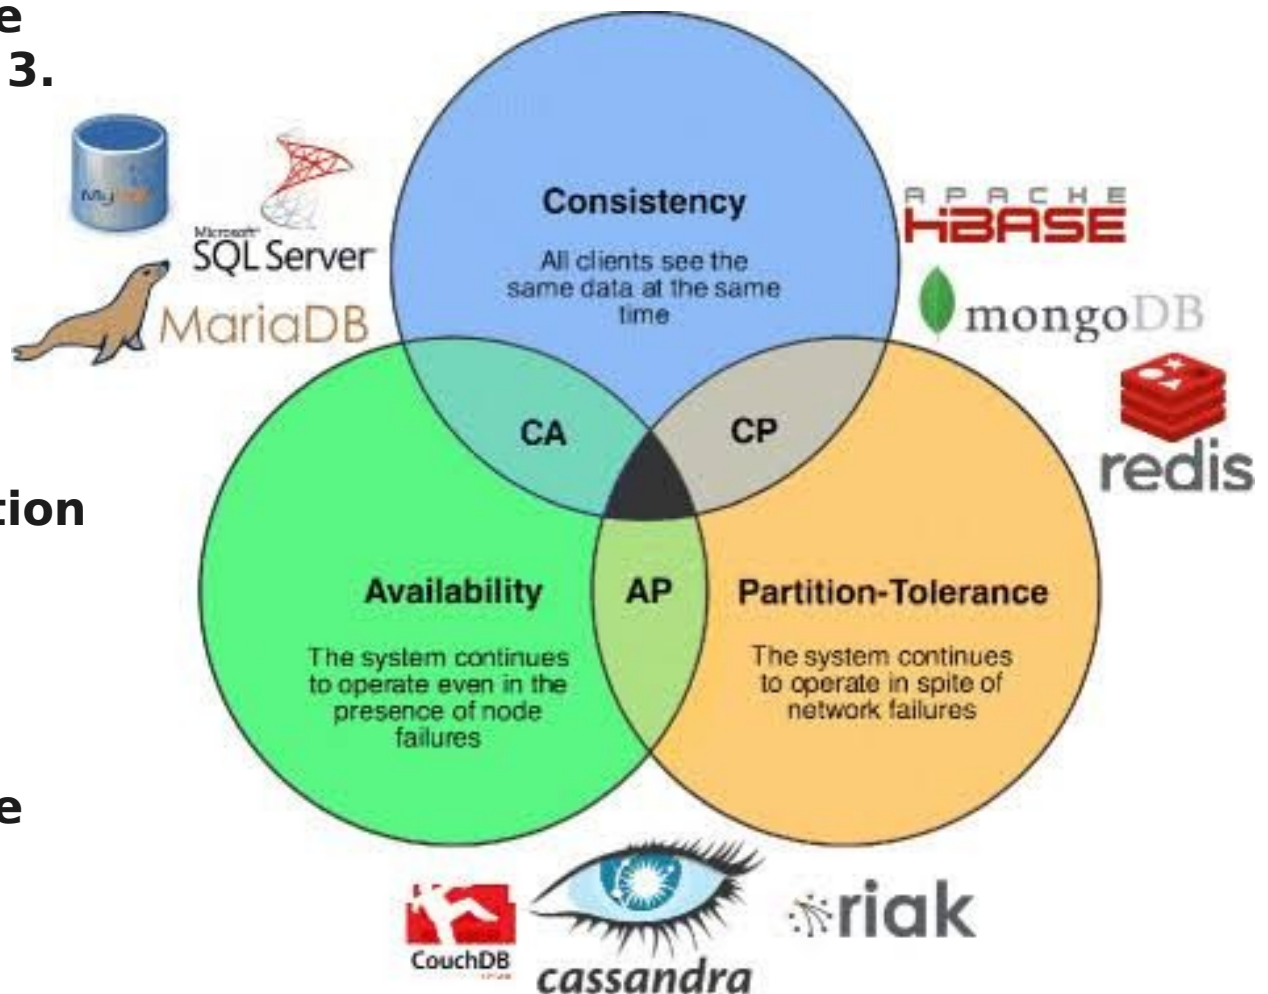 e
3.
My
Microsoft
SQL Server
MariaDB
Consistency
All clients see the
same data at the same
time
APACHE
HBASE
mongoDB
redis
CA
CP
tion
Availability
The system continues
to operate even in the
presence of node
failures
AP
Partition-Tolerance
The system continues
to operate in spite of
network failures
e
CouchDB
cassandra
riak